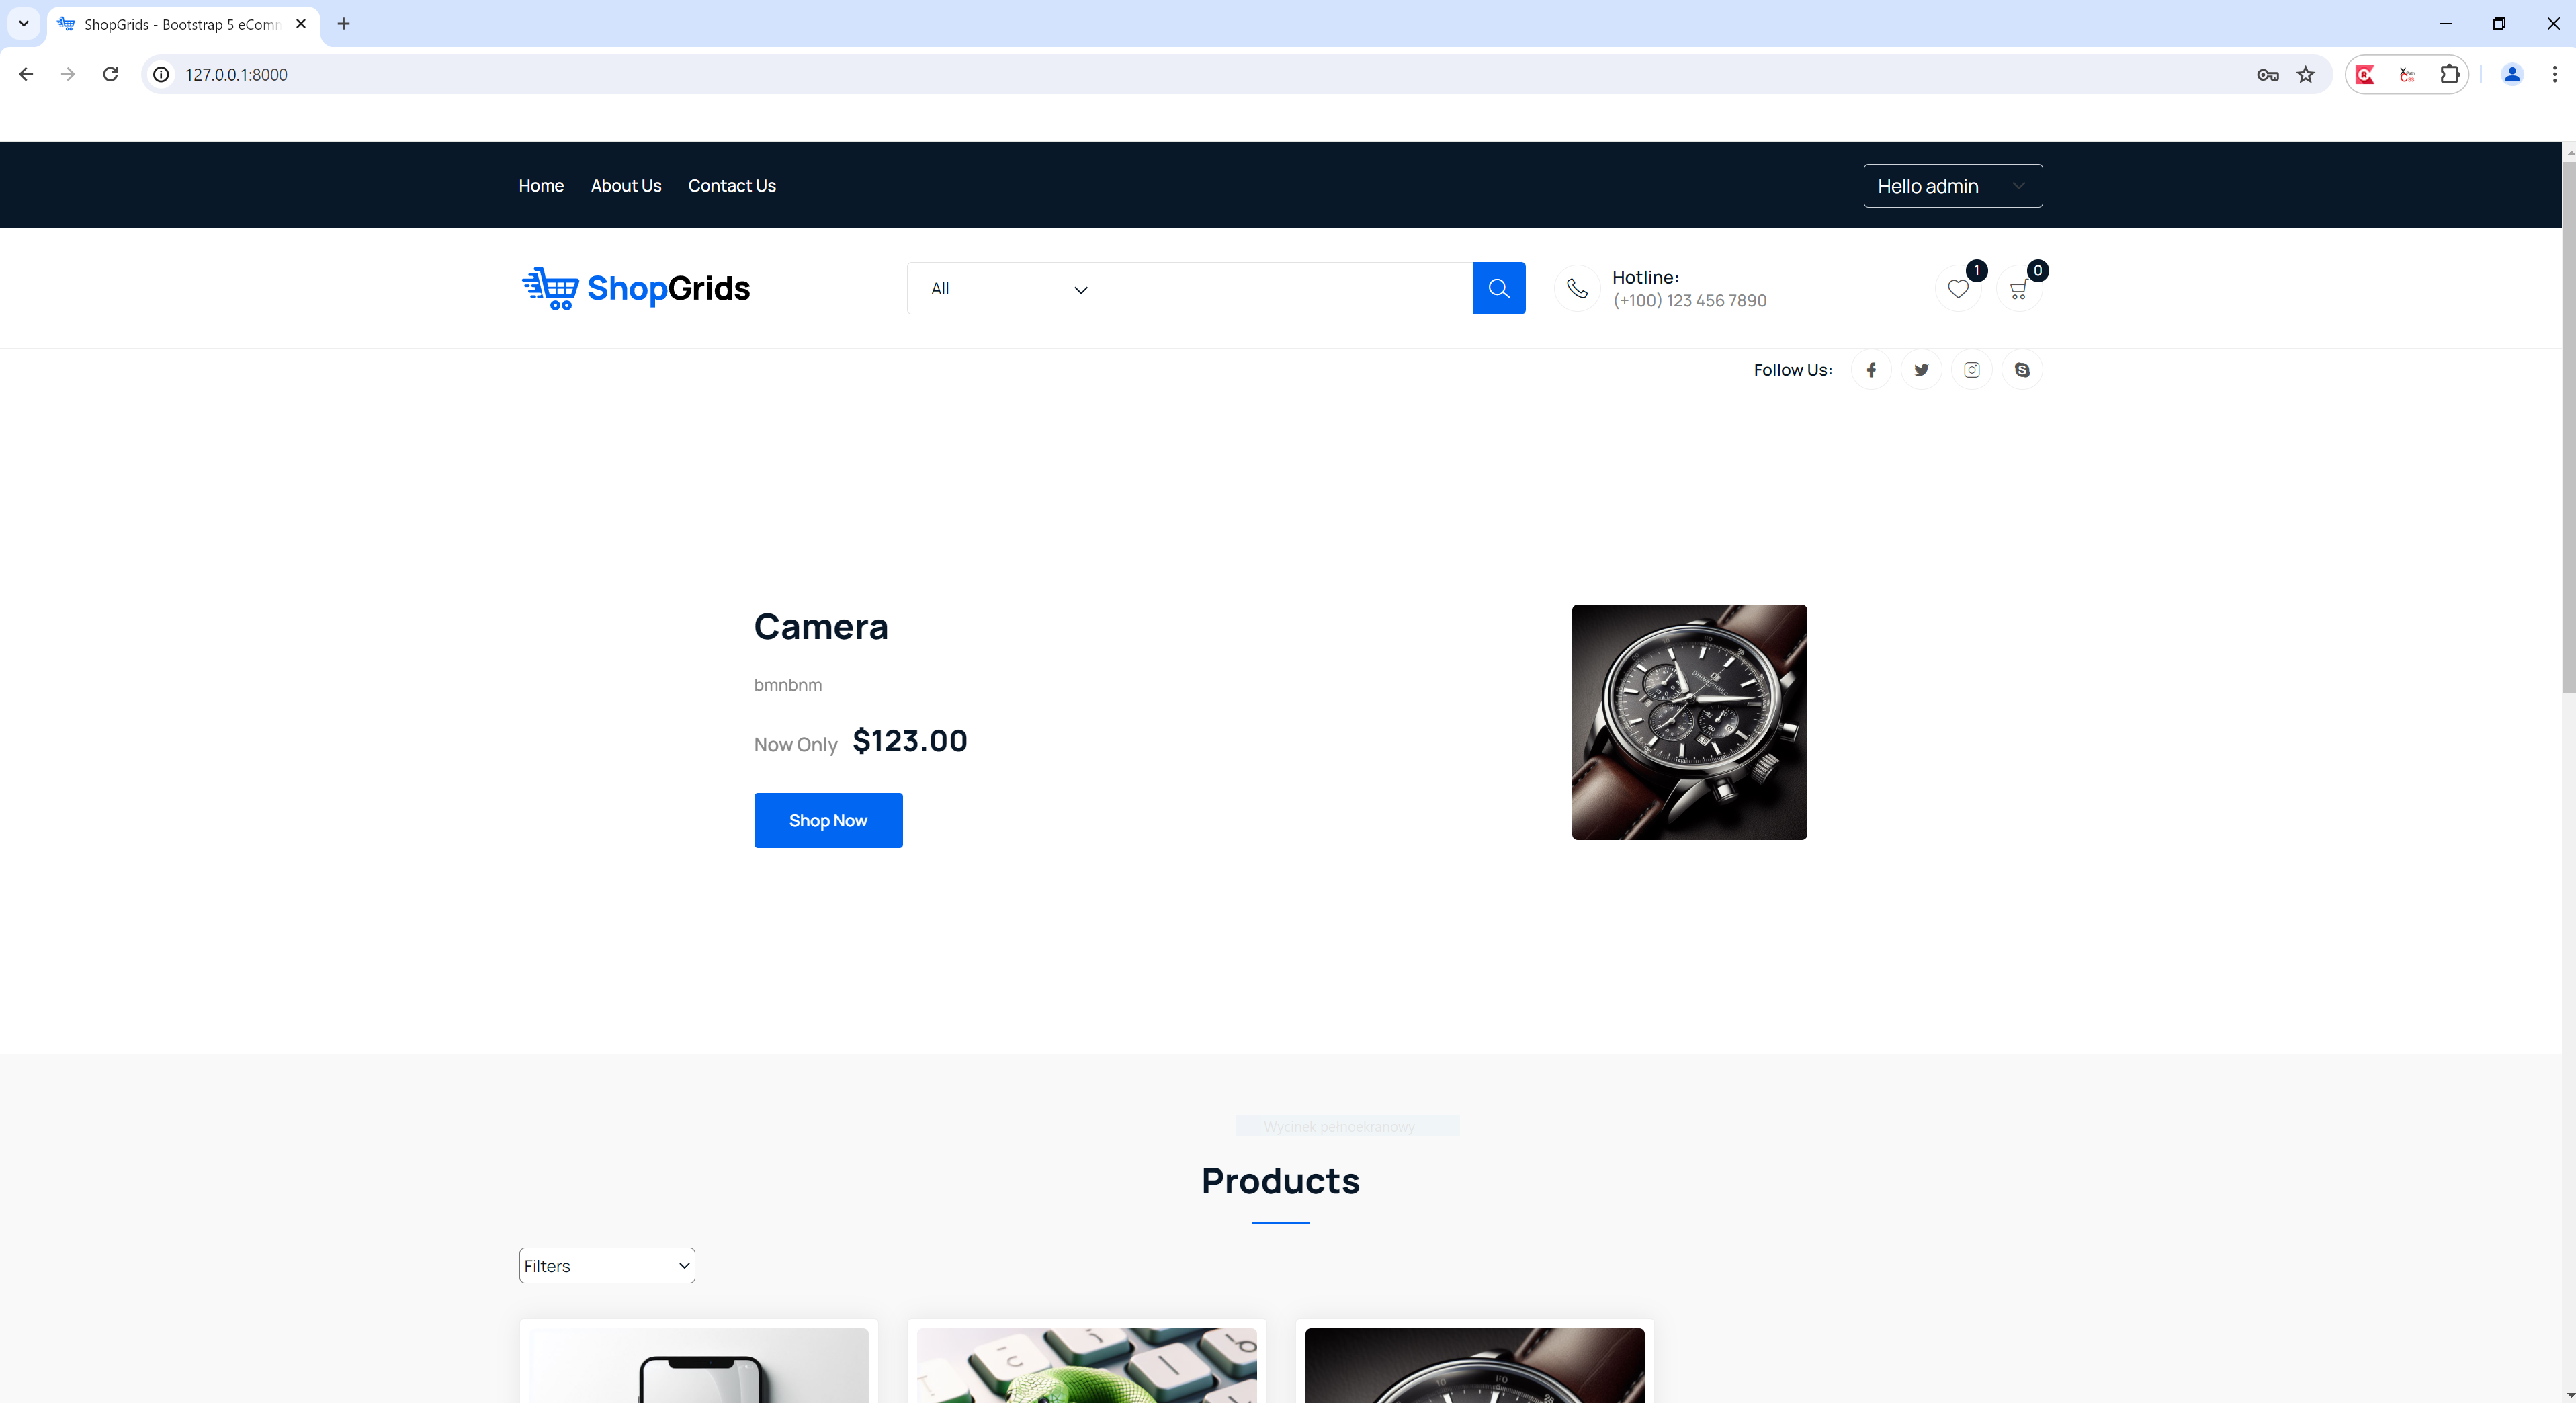 ShopGrids - Bootstrap 5 eComm
127.0.0.1:8000
Home About Us Contact Us Hello admin
ShopGrids All Hotline: 1 0
(+100) 123 456 7890
Follow Us:
Camera
bmnbnm
Now Only $123.00
Shop Now
Wycinek pełnoekranowy
Products
Filters